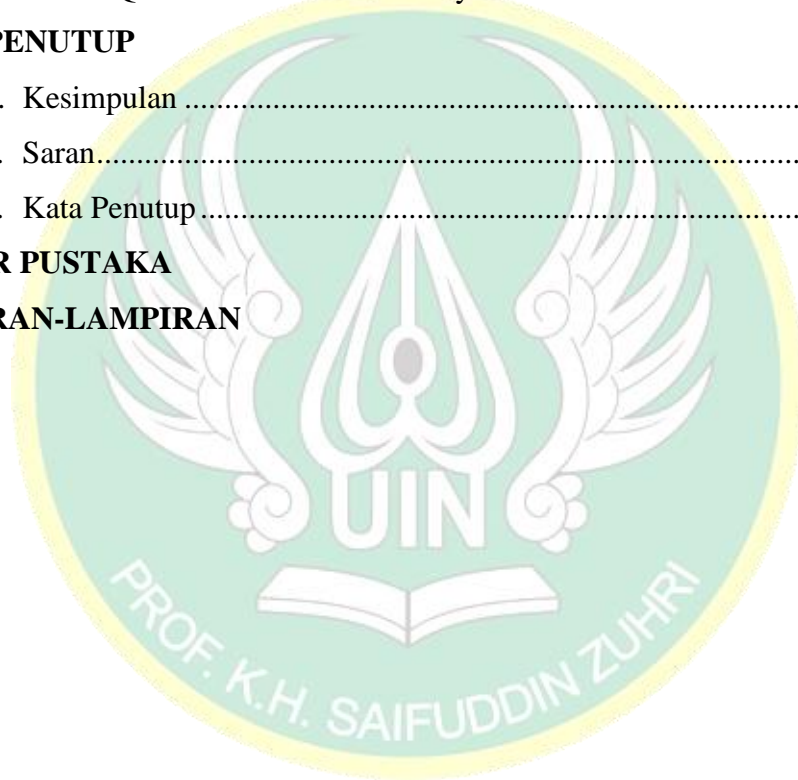 PENUTUP
. Kesimpulan ..............................................................................
. Saran.........................................................................................
. Kata Penutup ...........................................................................
R PUSTAKA
RAN-LAMPIRAN
UIN
PROF. K.H. SAIFUDDIN ZUHRI